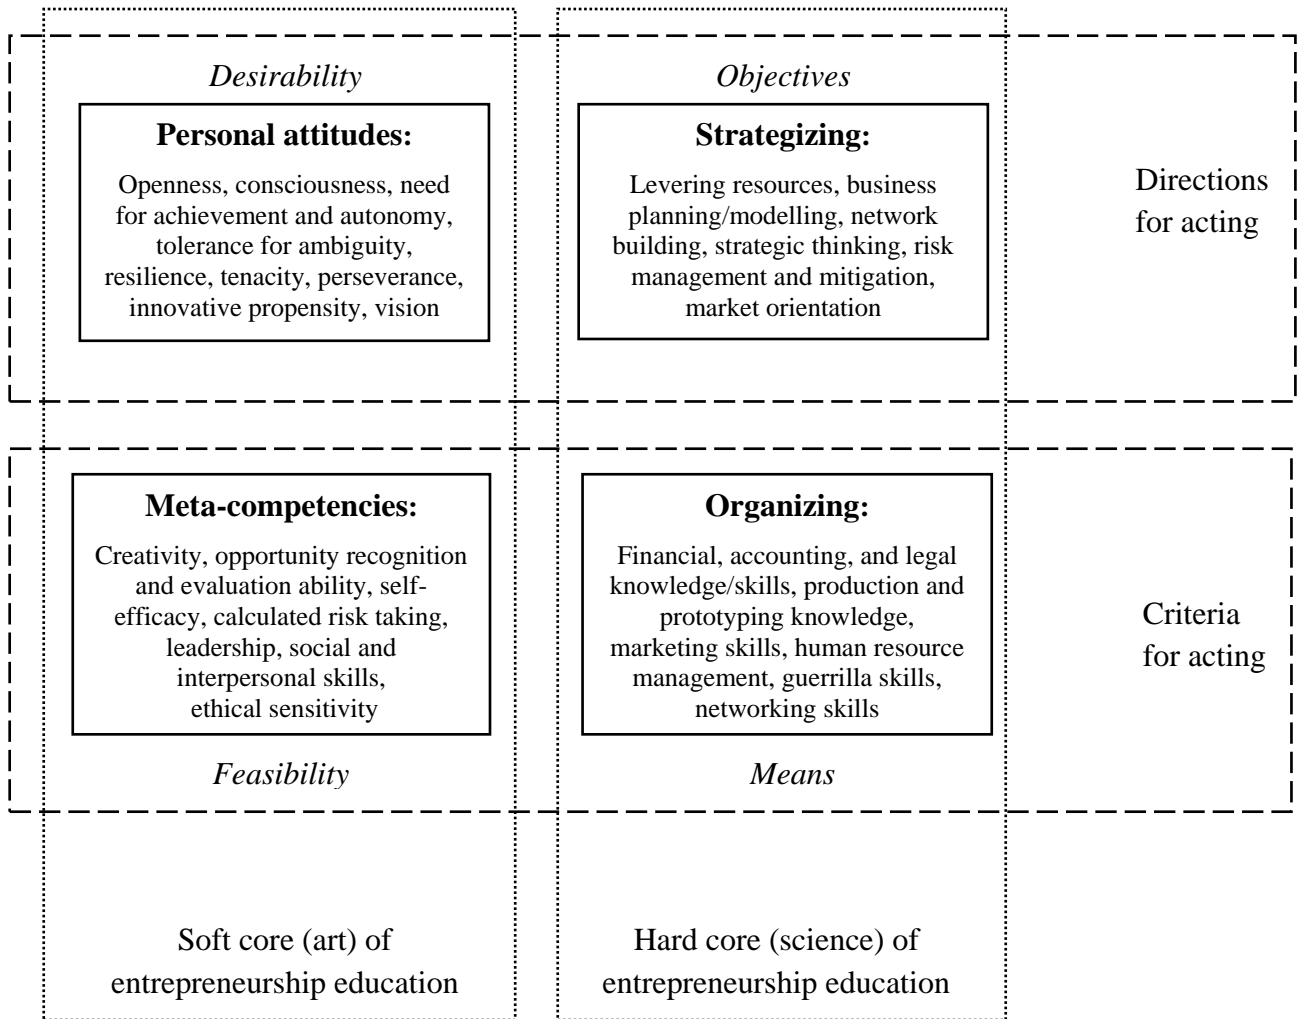 Desirability
Personal attitudes:
Openness, consciousness, need
for achievement and autonomy,
tolerance for ambiguity,
resilience, tenacity, perseverance,
innovative propensity, vision
Objectives
Strategizing:
Levering resources, business
planning/modelling, network
building, strategic thinking, risk
management and mitigation,
market orientation
Directions
for acting
Meta-competencies:
Creativity, opportunity recognition
and evaluation ability, self-
efficacy, calculated risk taking,
leadership, social and
interpersonal skills,
ethical sensitivity
Feasibility
Organizing:
Financial, accounting, and legal
knowledge/skills, production and
prototyping knowledge,
marketing skills, human resource
management, guerrilla skills,
networking skills
Means
Criteria
for acting
Soft core (art) of
entrepreneurship education
Hard core (science) of
entrepreneurship education